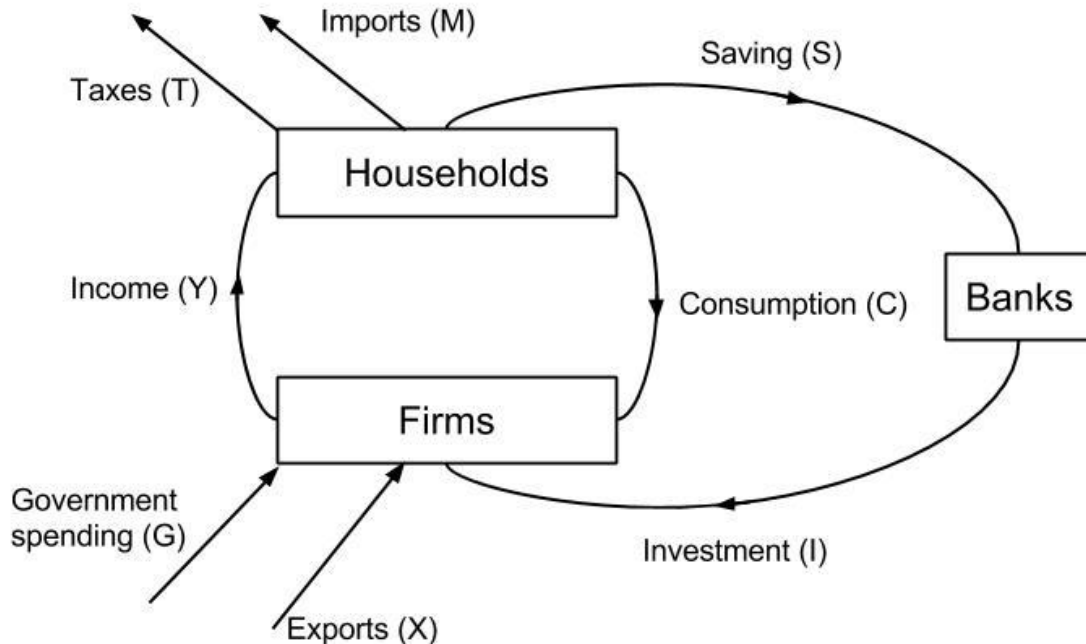 Imports (M)
Saving (S)
Taxes (T)
Households
Income (Y)
Consumption (C)
Banks
Firms
Government
spending (G)
Investment (I)
Exports (X)